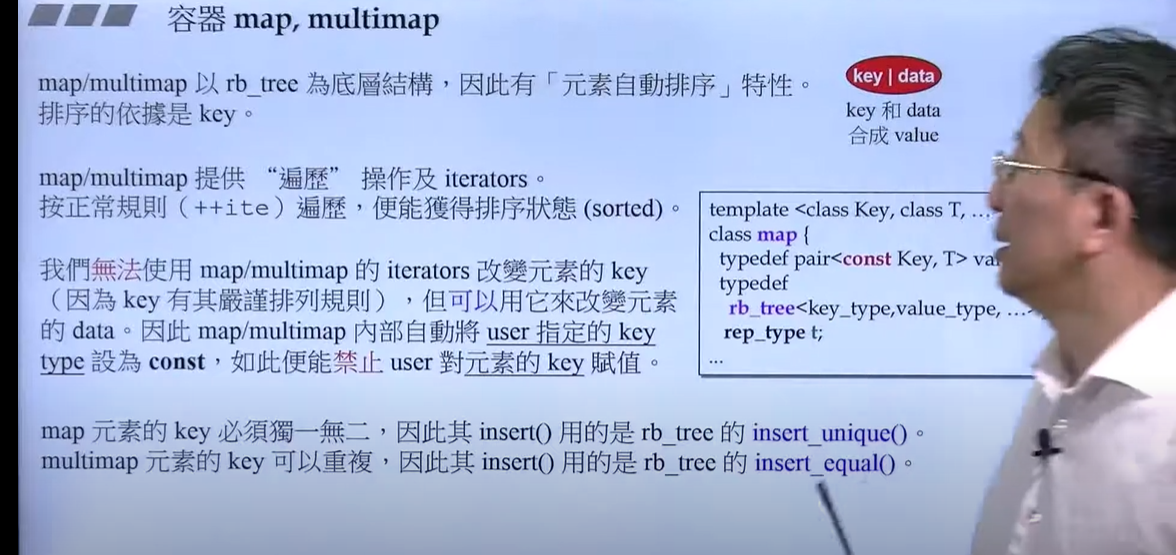 容器 map, multimap
map/multimap 以 rb_tree 為底層結構，因此有「元素自動排序」特性。
排序的依據是 key。
key | data
key 和 data
合成 value
map/multimap 提供 “遍歷” 操作及 iterators。
按正常規則（++ite）遍歷，便能獲得排序狀態 (sorted)。
我們無法使用 map/multimap 的 iterators 改變元素的 key
（因為 key 有其嚴謹排列規則），但可以用它來改變元素
的 data。因此 map/multimap 內部自動將 user 指定的 key
type 設為 const，如此便能禁止 user 對元素的 key 賦值。
template <class Key, class T, …
class map {
typedef pair<const Key, T>
typedef
rb_tree<key_type,value_type, …
rep_type t;
...
map 元素的 key 必須獨一無二，因此其 insert() 用的是 rb_tree 的 insert_unique()。
multimap 元素的 key 可以重複，因此其 insert() 用的是 rb_tree 的 insert_equal()。